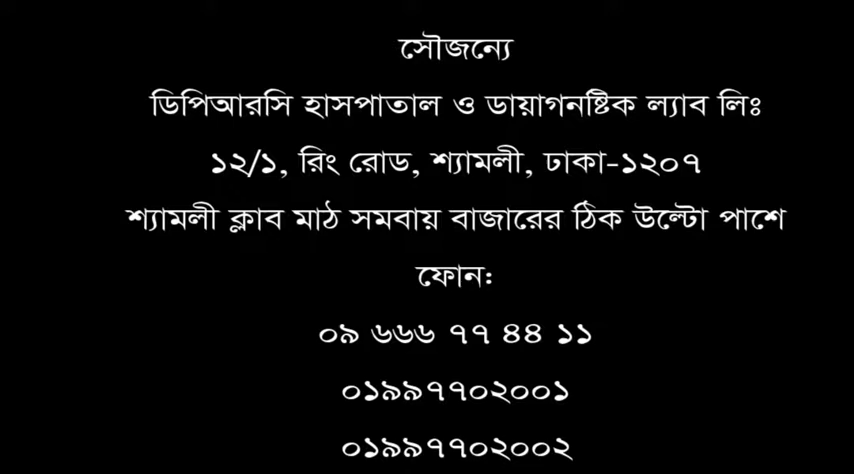 সৌজন্যে
ডিপিআরসি হাসপাতাল ও ডায়াগনষ্টিক ল্যাব লিঃ
১২/১, রিং রোড, শ্যামলী, ঢাকা-১২০৭
শ্যামলী ক্লাব মাঠ সমবায় বাজারের ঠিক উল্টো পাশে
ফোন:
০৯ ৬৬৬ ৭৭ ৪৪ ১১
০১৯৯৭৭০২০০১
০১৯৯৭৭০২০০২